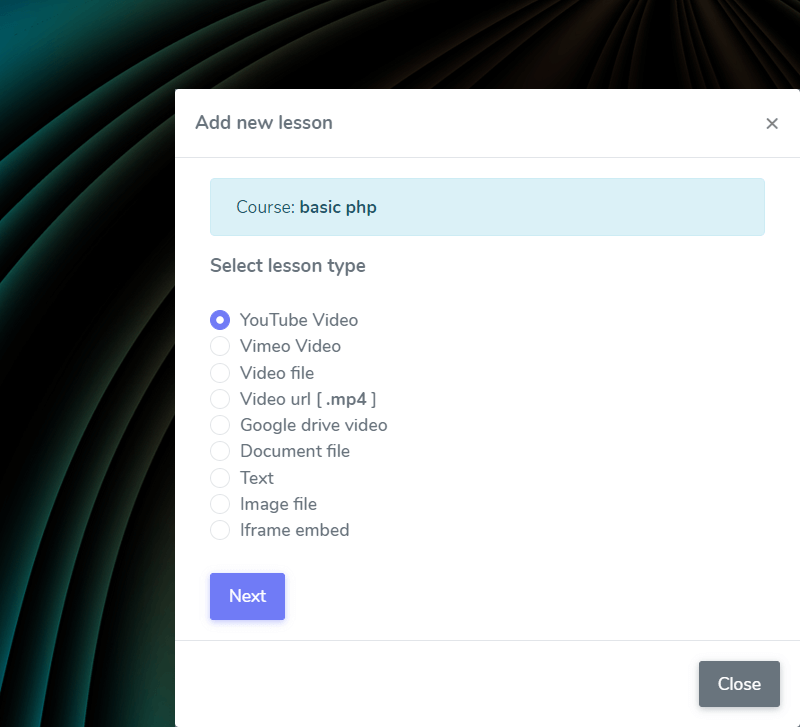 Add new lesson ×
Course: basic php
Select lesson type
YouTube Video
Vimeo Video
Video file
Video url [ .mp4 ]
Google drive video
Document file
Text
Image file
Iframe embed
Next
Close